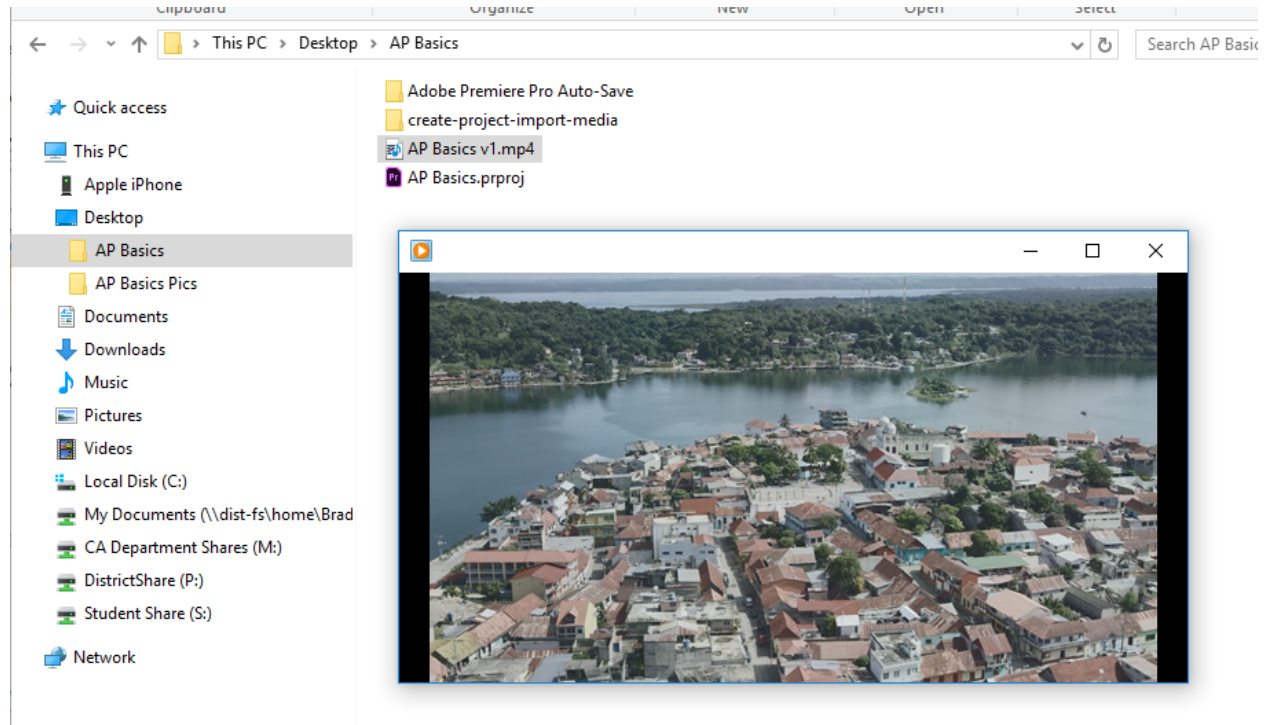 Clipboard Organize New Open Select
This PC > Desktop > AP Basics
Search AP Basic
Quick access
This PC
Apple iPhone
Desktop
AP Basics
AP Basics Pics
Documents
Downloads
Music
Pictures
Videos
Local Disk (C:)
My Documents (\\dist-fs\home\Brad
CA Department Shares (M:)
DistrictShare (P:)
Student Share (S:)
Network
Adobe Premiere Pro Auto-Save
create-project-import-media
AP Basics v1.mp4
Pr AP Basics.prproj